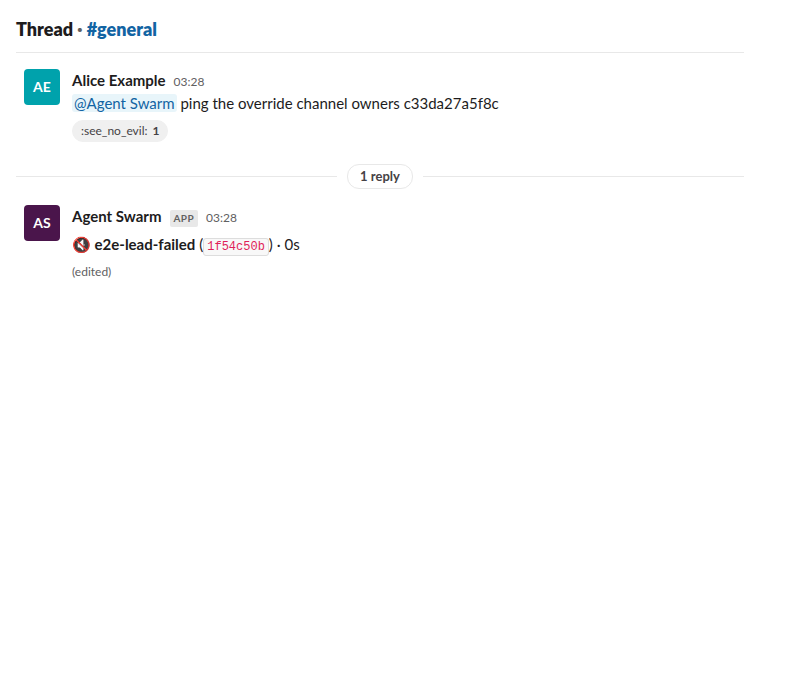 Thread • #general
AE
Alice Example 03:28
@Agent Swarm ping the override channel owners c33da27a5f8c
:see_no_evil: 1
1 reply
AS
Agent Swarm APP 03:28
🔇 e2e-lead-failed (1f54c50b) · 0s
(edited)